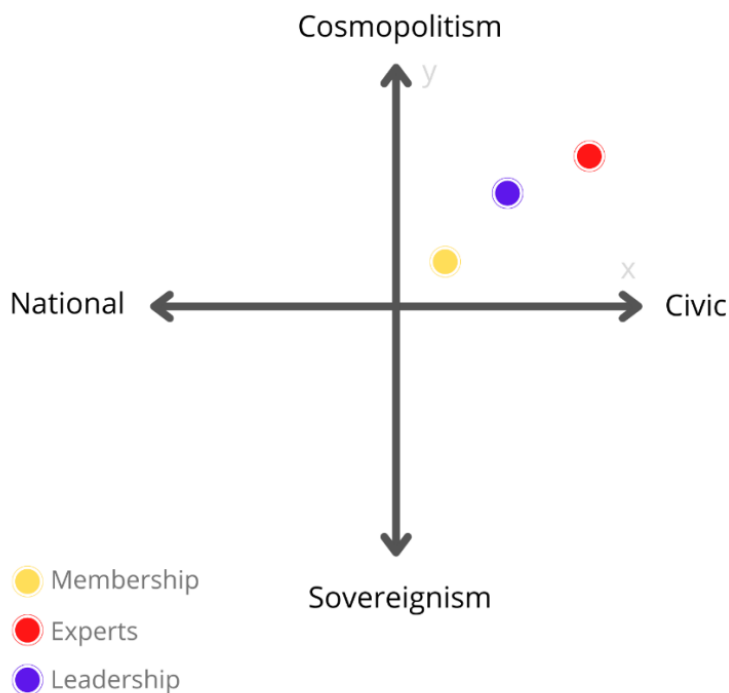 Cosmopolitism
y
x
National
Civic
Sovereignism
Membership
Experts
Leadership